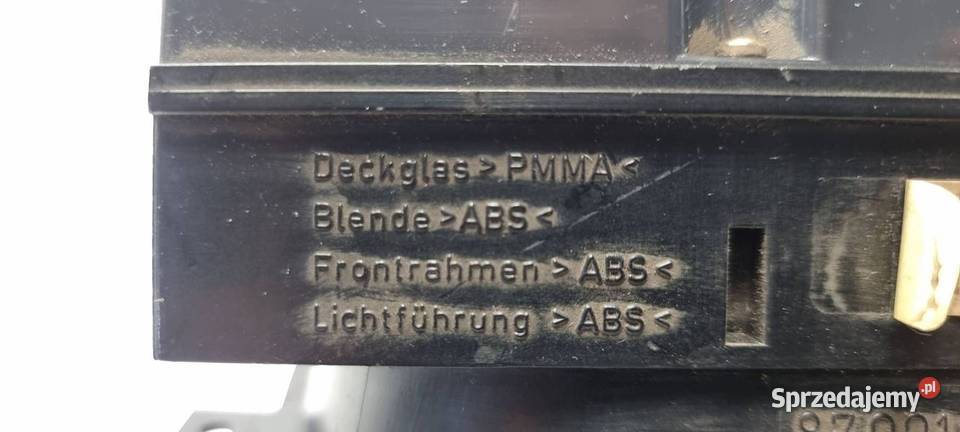 Deckglas >PMMA<
Blende >ABS<
Frontrahmen >ABS<
Lichtführung >ABS<
Sprzedajemy.pl